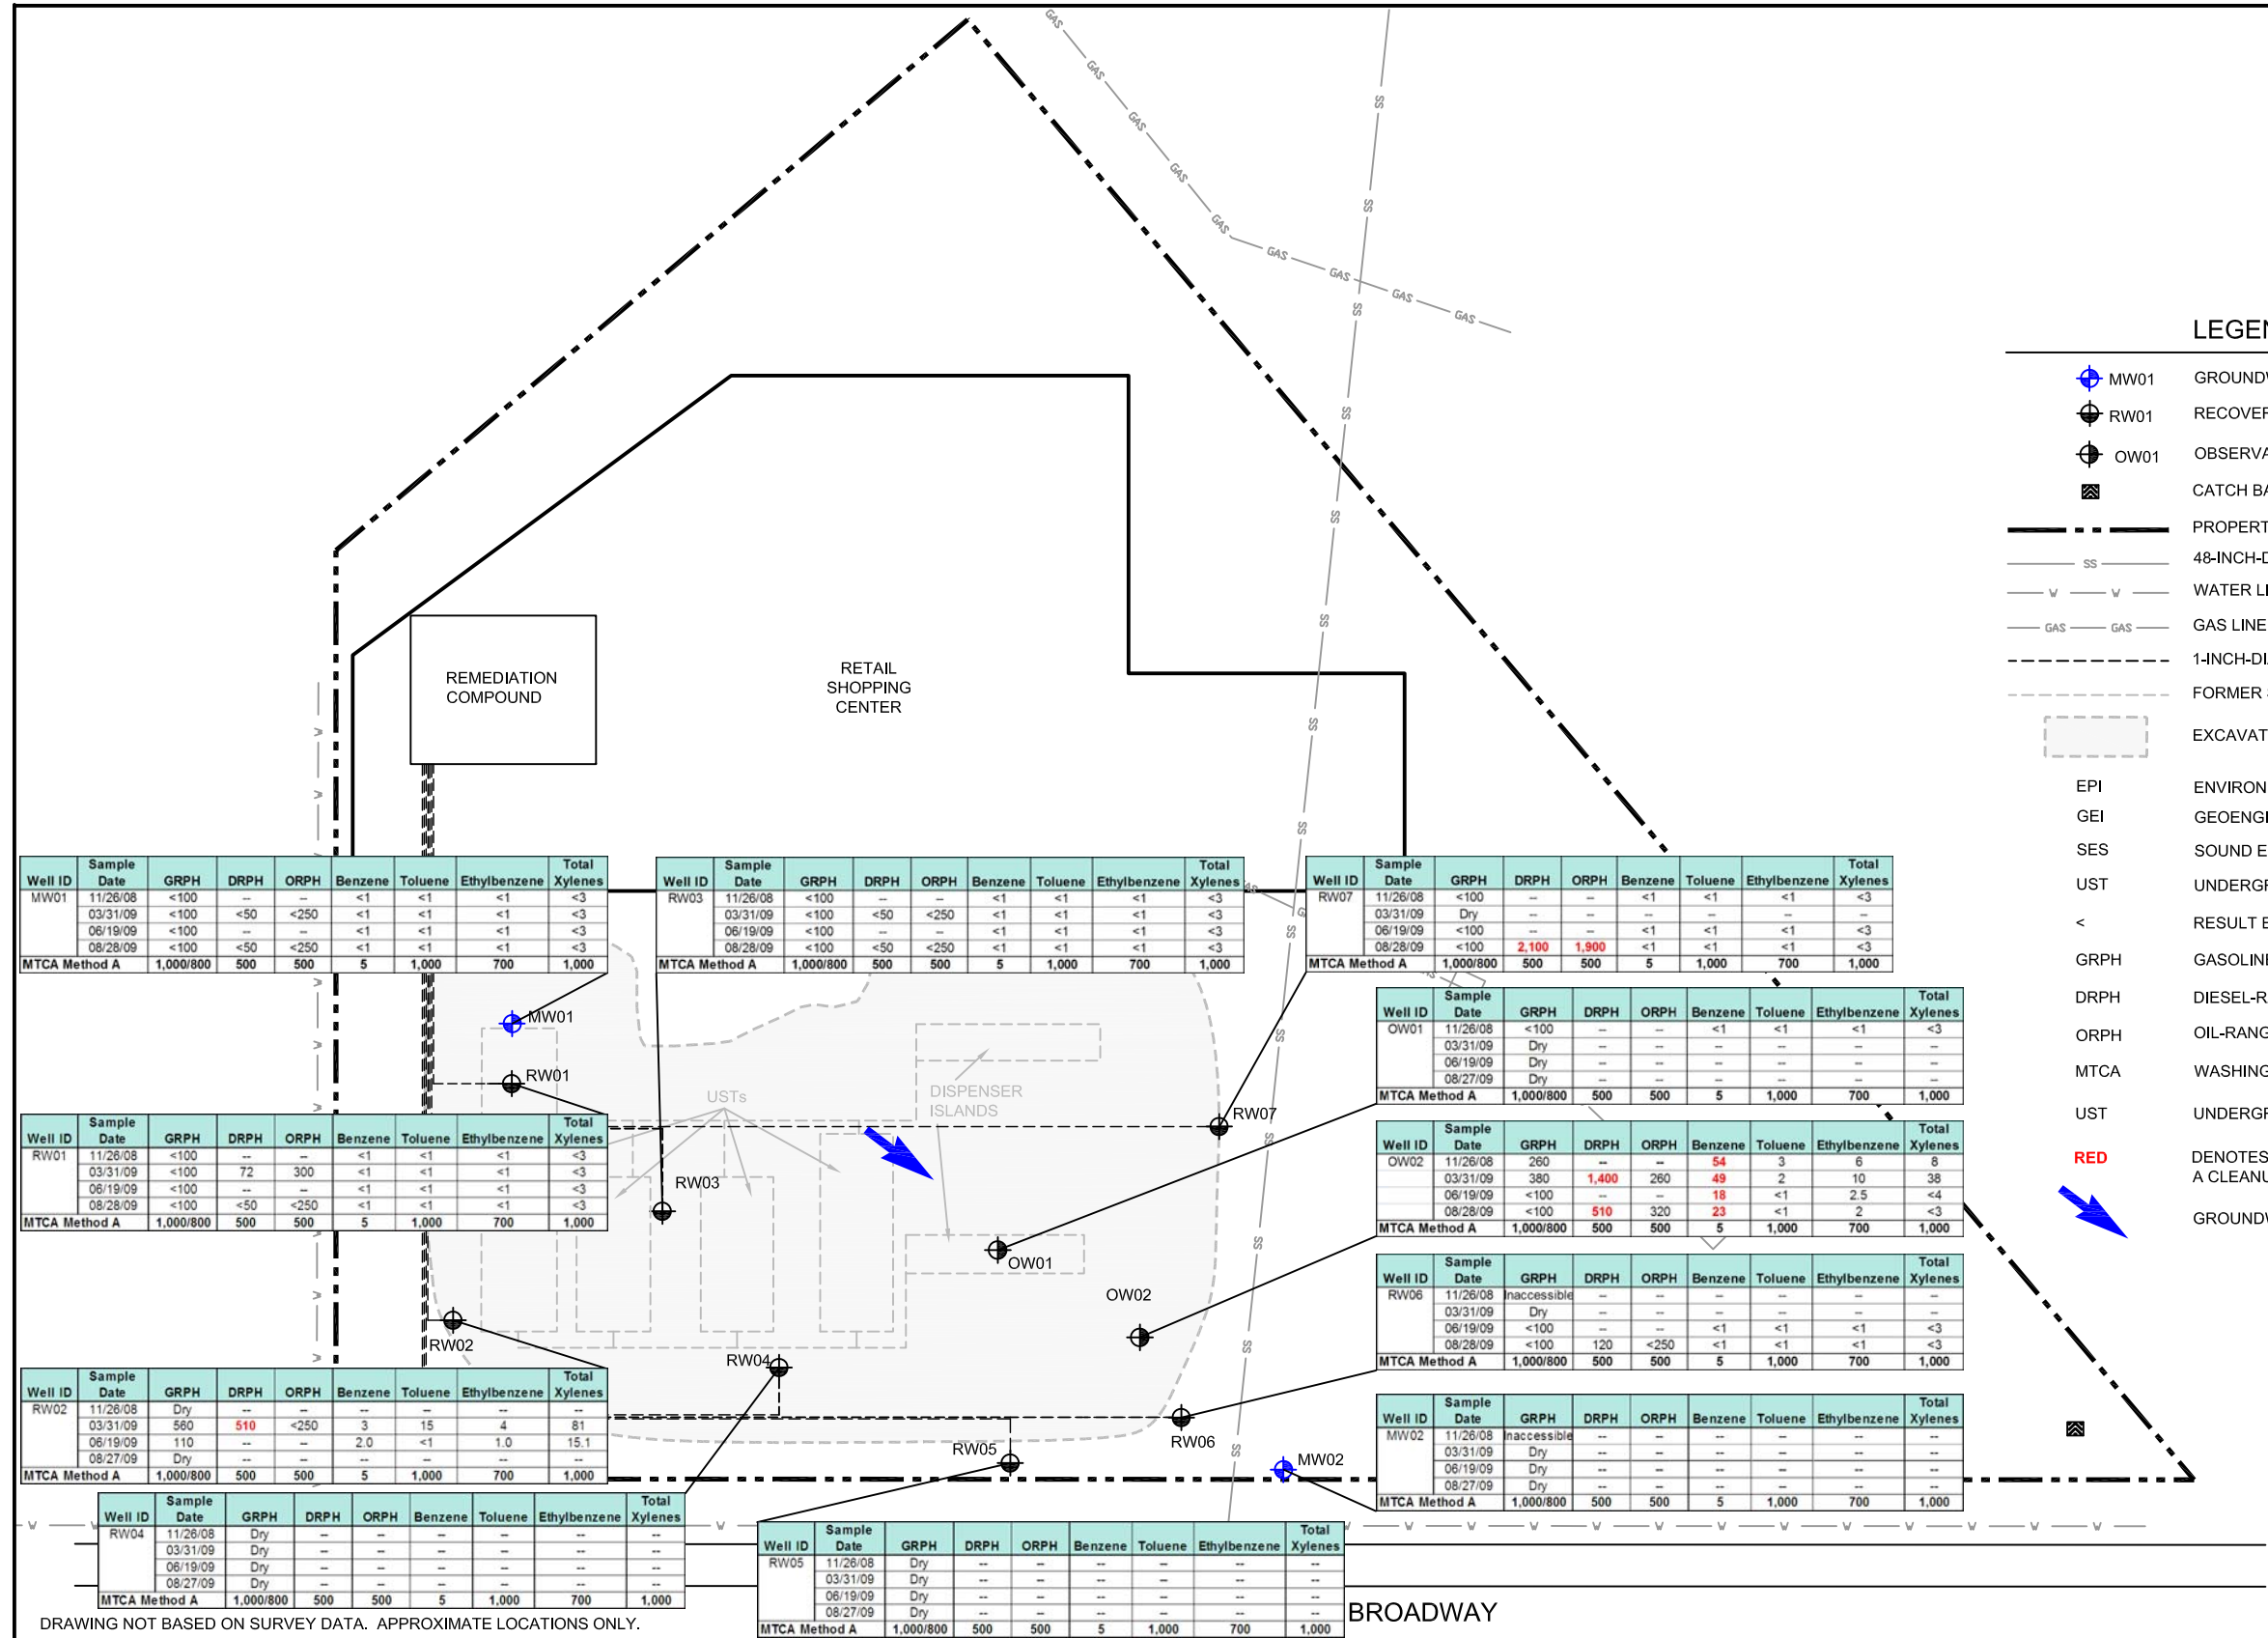 GAS GAS GAS GAS GAS GAS GAS GAS
SS SS SS SS SS SS SS SS SS SS SS SS SS SS
LEGEN
MW01 GROUNDW
RW01 RECOVER
OW01 OBSERVA
CATCH BA
PROPERT
SS 48-INCH-D
W W WATER LI
GAS GAS GAS LINE
1-INCH-DI
FORMER
EXCAVAT
EPI ENVIRON
GEI GEOENGI
SES SOUND E
UST UNDERGR
< RESULT B
GRPH GASOLINE
DRPH DIESEL-R
ORPH OIL-RANG
MTCA WASHING
UST UNDERGR
RED DENOTES
A CLEANU
GROUNDW
REMEDIATION
COMPOUND
RETAIL
SHOPPING
CENTER
Well ID Sample Date GRPH DRPH ORPH Benzene Toluene Ethylbenzene Total Xylenes
MW01 11/26/08 <100 -- -- <1 <1 <1 <3
03/31/09 <100 <50 <250 <1 <1 <1 <3
06/19/09 <100 -- -- <1 <1 <1 <3
08/28/09 <100 <50 <250 <1 <1 <1 <3
MTCA Method A 1,000/800 500 500 5 1,000 700 1,000
Well ID Sample Date GRPH DRPH ORPH Benzene Toluene Ethylbenzene Total Xylenes
RW03 11/26/08 <100 -- -- <1 <1 <1 <3
03/31/09 <100 <50 <250 <1 <1 <1 <3
06/19/09 <100 -- -- <1 <1 <1 <3
08/28/09 <100 <50 <250 <1 <1 <1 <3
MTCA Method A 1,000/800 500 500 5 1,000 700 1,000
Well ID Sample Date GRPH DRPH ORPH Benzene Toluene Ethylbenzene Total Xylenes
RW07 11/26/08 <100 -- -- <1 <1 <1 <3
03/31/09 Dry -- -- -- -- -- --
06/19/09 <100 -- -- <1 <1 <1 <3
08/28/09 <100 2,100 1,900 <1 <1 <1 <3
MTCA Method A 1,000/800 500 500 5 1,000 700 1,000
Well ID Sample Date GRPH DRPH ORPH Benzene Toluene Ethylbenzene Total Xylenes
OW01 11/26/08 <100 -- -- <1 <1 <1 <3
03/31/09 Dry -- -- -- -- -- --
06/19/09 Dry -- -- -- -- -- --
08/27/09 Dry -- -- -- -- -- --
MTCA Method A 1,000/800 500 500 5 1,000 700 1,000
MW01
RW01
USTs
DISPENSER
ISLANDS
RW07
RW03
OW01
OW02
RW02
RW04
RW05
RW06
MW02
Well ID Sample Date GRPH DRPH ORPH Benzene Toluene Ethylbenzene Total Xylenes
RW01 11/26/08 <100 -- -- <1 <1 <1 <3
03/31/09 <100 72 300 <1 <1 <1 <3
06/19/09 <100 -- -- <1 <1 <1 <3
08/28/09 <100 <50 <250 <1 <1 <1 <3
MTCA Method A 1,000/800 500 500 5 1,000 700 1,000
Well ID Sample Date GRPH DRPH ORPH Benzene Toluene Ethylbenzene Total Xylenes
OW02 11/26/08 260 -- -- 54 3 6 8
03/31/09 380 1,400 260 49 2 10 38
06/19/09 <100 -- -- 18 <1 2.5 <4
08/28/09 <100 510 320 23 <1 2 <3
MTCA Method A 1,000/800 500 500 5 1,000 700 1,000
Well ID Sample Date GRPH DRPH ORPH Benzene Toluene Ethylbenzene Total Xylenes
RW06 11/26/08 Inaccessible -- -- -- -- -- --
03/31/09 Dry -- -- -- -- -- --
06/19/09 <100 -- -- <1 <1 <1 <3
08/28/09 <100 120 <250 <1 <1 <1 <3
MTCA Method A 1,000/800 500 500 5 1,000 700 1,000
Well ID Sample Date GRPH DRPH ORPH Benzene Toluene Ethylbenzene Total Xylenes
RW02 11/26/08 Dry -- -- -- -- -- --
03/31/09 560 510 <250 3 15 4 81
06/19/09 110 -- -- 2.0 <1 1.0 15.1
08/27/09 Dry -- -- -- -- -- --
MTCA Method A 1,000/800 500 500 5 1,000 700 1,000
Well ID Sample Date GRPH DRPH ORPH Benzene Toluene Ethylbenzene Total Xylenes
MW02 11/26/08 Inaccessible -- -- -- -- -- --
03/31/09 Dry -- -- -- -- -- --
06/19/09 Dry -- -- -- -- -- --
08/27/09 Dry -- -- -- -- -- --
MTCA Method A 1,000/800 500 500 5 1,000 700 1,000
Well ID Sample Date GRPH DRPH ORPH Benzene Toluene Ethylbenzene Total Xylenes
RW04 11/26/08 Dry -- -- -- -- -- --
03/31/09 Dry -- -- -- -- -- --
06/19/09 Dry -- -- -- -- -- --
08/27/09 Dry -- -- -- -- -- --
MTCA Method A 1,000/800 500 500 5 1,000 700 1,000
Well ID Sample Date GRPH DRPH ORPH Benzene Toluene Ethylbenzene Total Xylenes
RW05 11/26/08 Dry -- -- -- -- -- --
03/31/09 Dry -- -- -- -- -- --
06/19/09 Dry -- -- -- -- -- --
08/27/09 Dry -- -- -- -- -- --
MTCA Method A 1,000/800 500 500 5 1,000 700 1,000
W W W W W W W W W W W W W W W
DRAWING NOT BASED ON SURVEY DATA. APPROXIMATE LOCATIONS ONLY.
BROADWAY